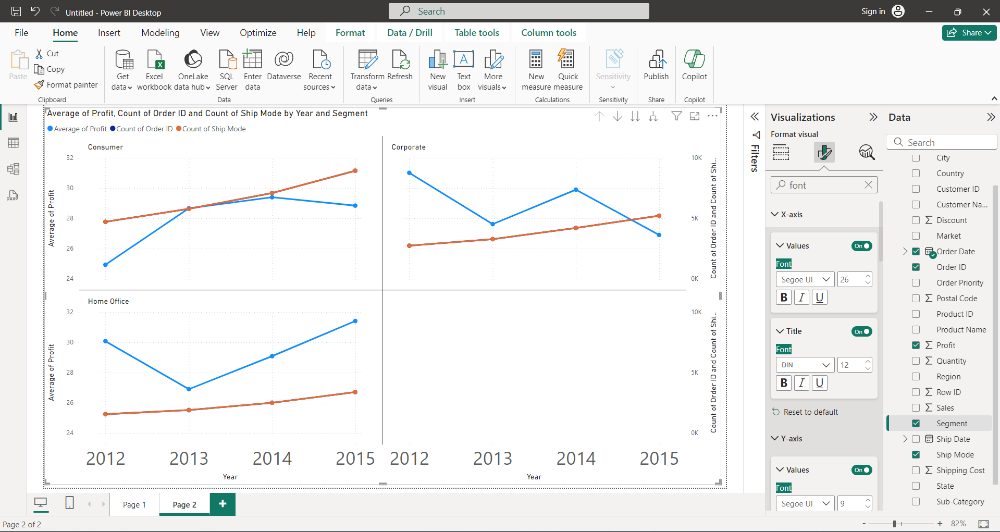 Untitled - Power BI Desktop
Search
Sign in
File
Home
Insert
Modeling
View
Optimize
Help
Format
Data / Drill
Table tools
Column tools
Share
Paste
Cut
Copy
Format painter
Clipboard
Get data
Excel workbook
OneLake data hub
SQL Server
Enter data
Dataverse
Recent sources
Data
Transform data
Refresh
Queries
New visual
Text box
More visuals
Insert
New measure
Quick measure
Calculations
Sensitivity
Sensitivity
Publish
Share
Copilot
Copilot
Average of Profit, Count of Order ID and Count of Ship Mode by Year and Segment
Average of Profit
Count of Order ID
Count of Ship Mode
Consumer
32
30
28
26
24
Average of Profit
Corporate
10K
5K
0K
Count of Order ID and Count of Shi...
Home Office
32
30
28
26
24
Average of Profit
10K
5K
0K
Count of Order ID and Count of Shi...
2012 2013 2014 2015
2012 2013 2014 2015
Year
Year
Filters
Visualizations
Format visual
font
X-axis
Values
On
Font
Segoe UI
26
B I U
Title
On
Font
DIN
12
B I U
Reset to default
Y-axis
Values
On
Font
Segoe UI
9
Data
Search
City
Country
Customer ID
Customer Na...
Σ Discount
Market
Order Date
Order ID
Order Priority
Σ Postal Code
Product ID
Product Name
Σ Profit
Σ Quantity
Region
Σ Row ID
Σ Sales
Segment
Ship Date
Ship Mode
Σ Shipping Cost
State
Sub-Category
DAX
Page 1
Page 2
+
Page 2 of 2
- + 82%